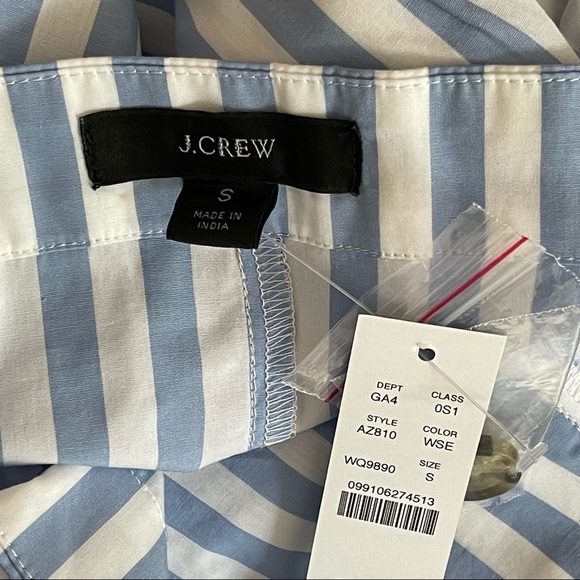 J.CREW
S
MADE IN
INDIA
DEPT CLASS
GA4 0S1
STYLE COLOR
AZ810 WSE
WQ9890 SIZE
S
099106274513